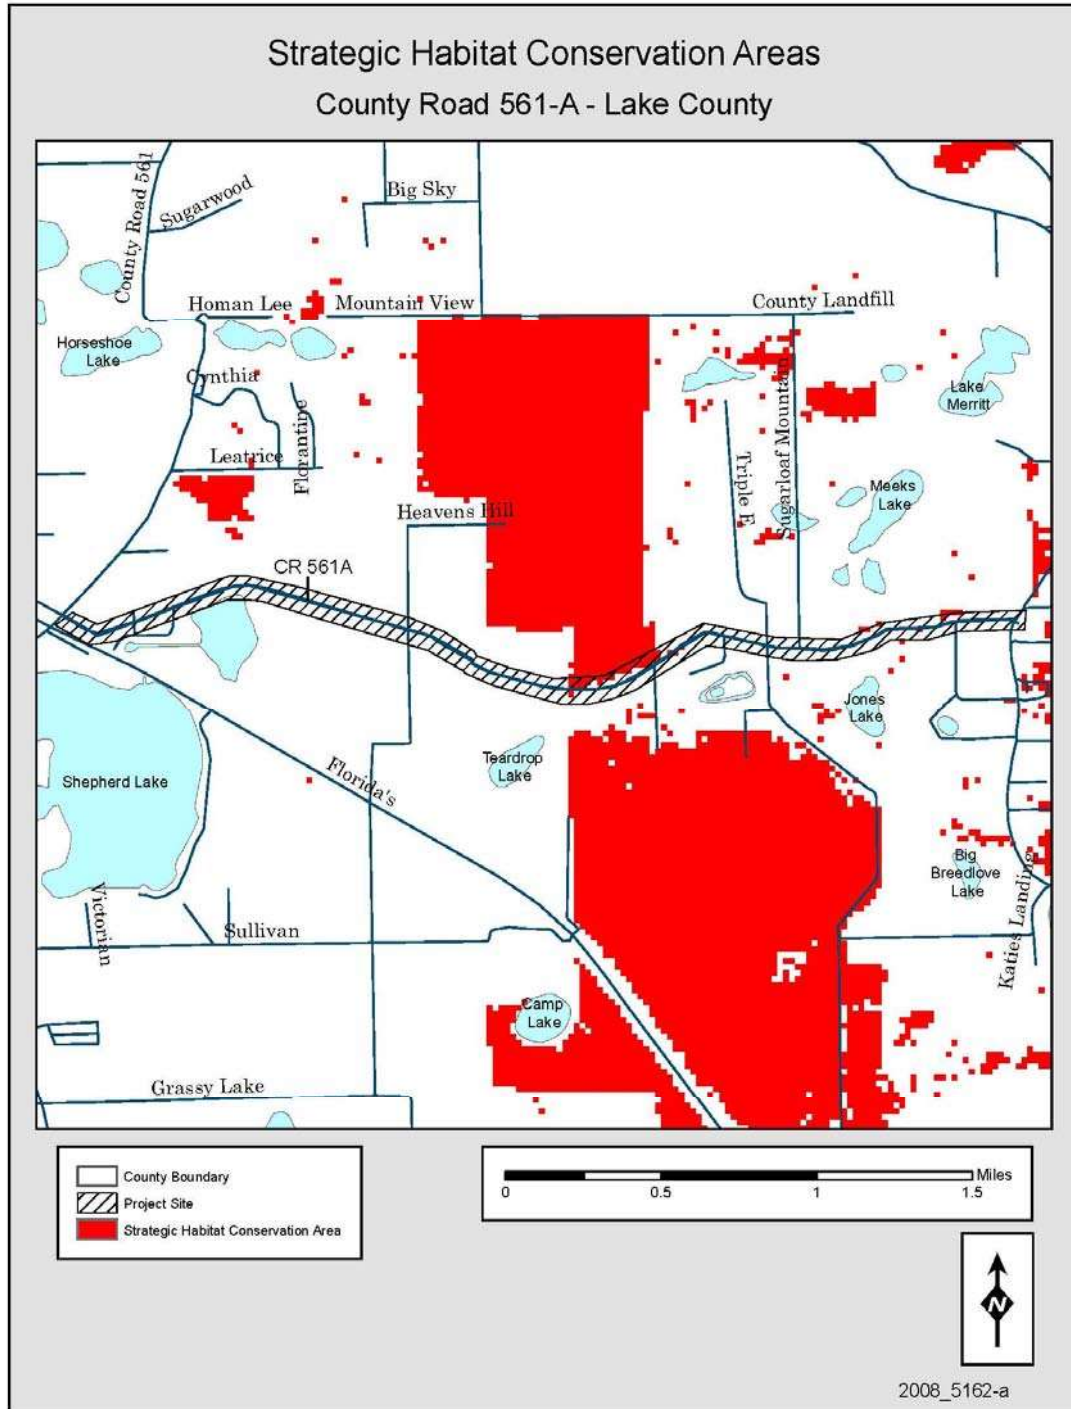 Strategic Habitat Conservation Areas
County Road 561-A - Lake County
County Road 561
Sugarwood
Big Sky
Homan Lee
Mountain View
County Landfill
Horseshoe
Lake
Cynthia
Florantine
Leatrice
Triple E
Sugarloaf Mountain
Lake
Merritt
Meeks
Lake
Heavens Hill
CR 561A
Jones
Lake
Teardrop
Lake
Shepherd Lake
Florida's
Big
Breedlove
Lake
Katies Landing
Victorian
Sullivan
Camp
Lake
Grassy Lake
County Boundary
Project Site
Strategic Habitat Conservation Area
Miles
0 0.5 1 1.5
N
2008_5162-a